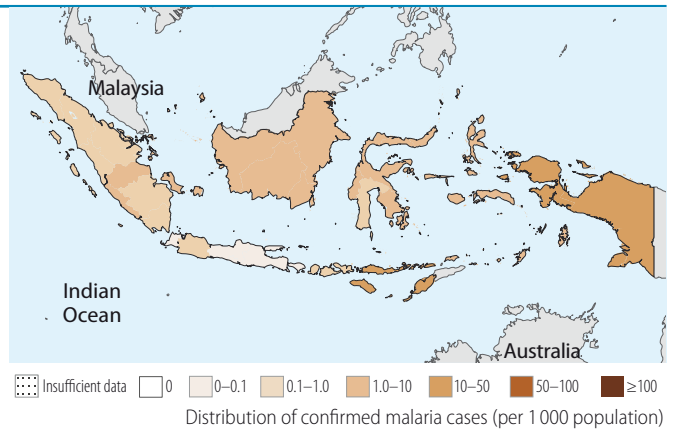 Malaysia
Indian
Ocean
Australia
Insufficient data 0 0–0.1 0.1–1.0 1.0–10 10–50 50–100 ≥100
Distribution of confirmed malaria cases (per 1 000 population)